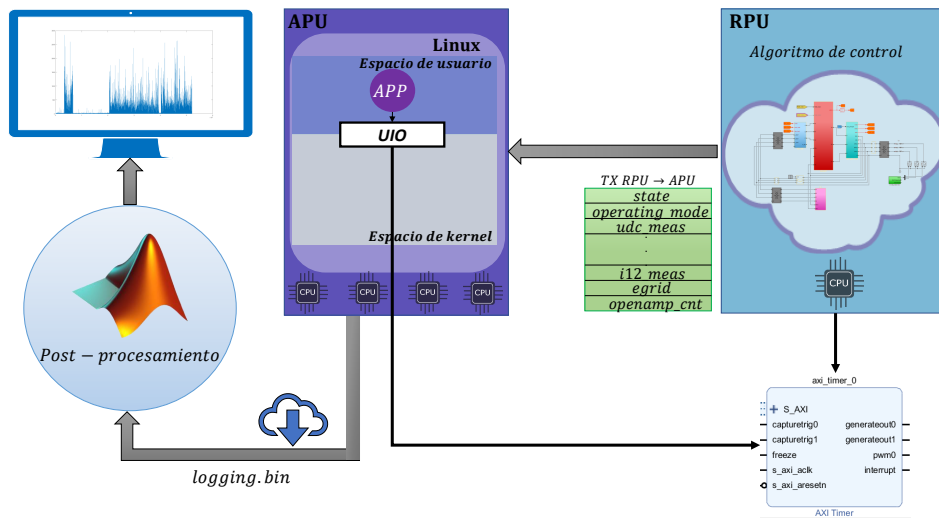 APU
Linux
Espacio de usuario
APP
UIO
Espacio de kernel
CPU
CPU
CPU
CPU
RPU
Algoritmo de control
CPU
TX RPU → APU
state
operating_mode
udc_meas
.
.
i12_meas
egrid
openamp_cnt
Post − procesamiento
logging.bin
axi_timer_0
S_AXI
capturetrig0
capturetrig1
freeze
s_axi_aclk
s_axi_aresetn
generateout0
generateout1
pwm0
interrupt
AXI Timer